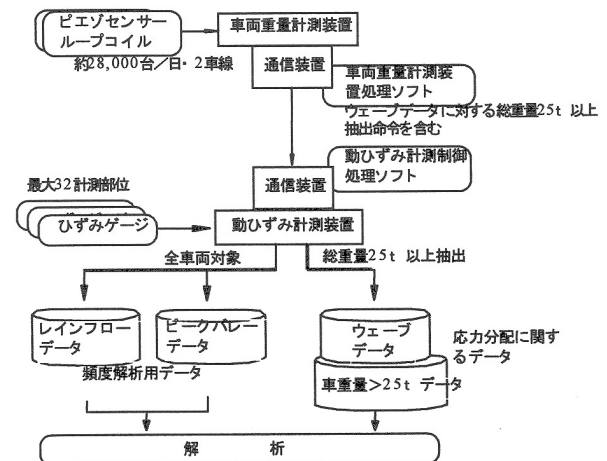 ピエゾセンサー
ループコイル
車両重量計測装置
約28,000台／日・2車線
通信装置
車両重量計測装
置処理ソフト
ウェーブデータに対する総重量25t 以上
抽出命令を含む
動ひずみ計測制御
処理ソフト
通信装置
最大32計測部位
ひずみゲージ
動ひずみ計測装置
全車両対象
総重量25t 以上抽出
レインフロー
データ
ピークバレー
データ
頻度解析用データ
ウェーブ
データ
応力分配に関す
るデータ
車重量＞25t データ
解 析